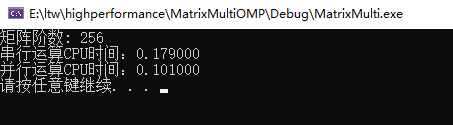 E:\ltw\highperformance\MatrixMultiOMP\Debug\MatrixMulti.exe
矩阵阶数: 256
串行运算CPU时间：0.179000
并行运算CPU时间：0.101000
请按任意键继续. . .